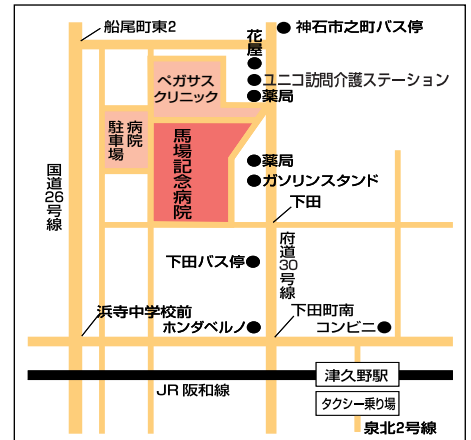 船尾町東2
神石市之町バス停
花屋
ユニコ訪問介護ステーション
薬局
ペガサス
クリニック
病院
駐車場
馬場記念病院
薬局
ガソリンスタンド
国道26号線
下田
府道30号線
下田バス停
浜寺中学校前
ホンダベルノ
下田町南
コンビニ
JR阪和線
津久野駅
タクシー乗り場
泉北2号線